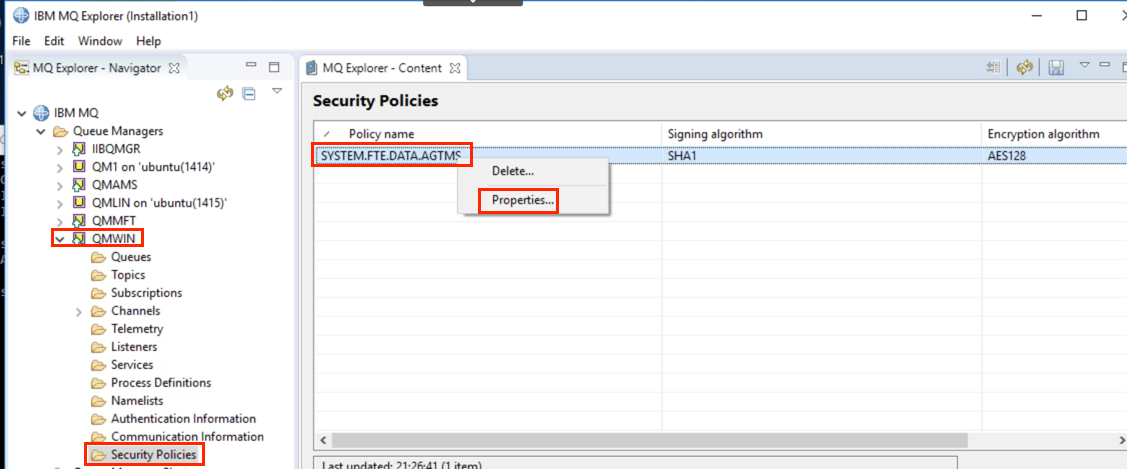 IBM MQ Explorer (Installation1)
File Edit Window Help
MQ Explorer - Navigator
IBM MQ
Queue Managers
IIBQMGR
QM1 on 'ubuntu(1414)'
QMAMS
QMLIN on 'ubuntu(1415)'
QMMFT
QMWIN
Queues
Topics
Subscriptions
Channels
Telemetry
Listeners
Services
Process Definitions
Namelists
Authentication Information
Communication Information
Security Policies
MQ Explorer - Content
Security Policies
Policy name Signing algorithm Encryption algorithm
SYSTEM.FTE.DATA.AGTMS SHA1 AES128
Delete...
Properties...
Last updated: 21:26:41 (1 item)